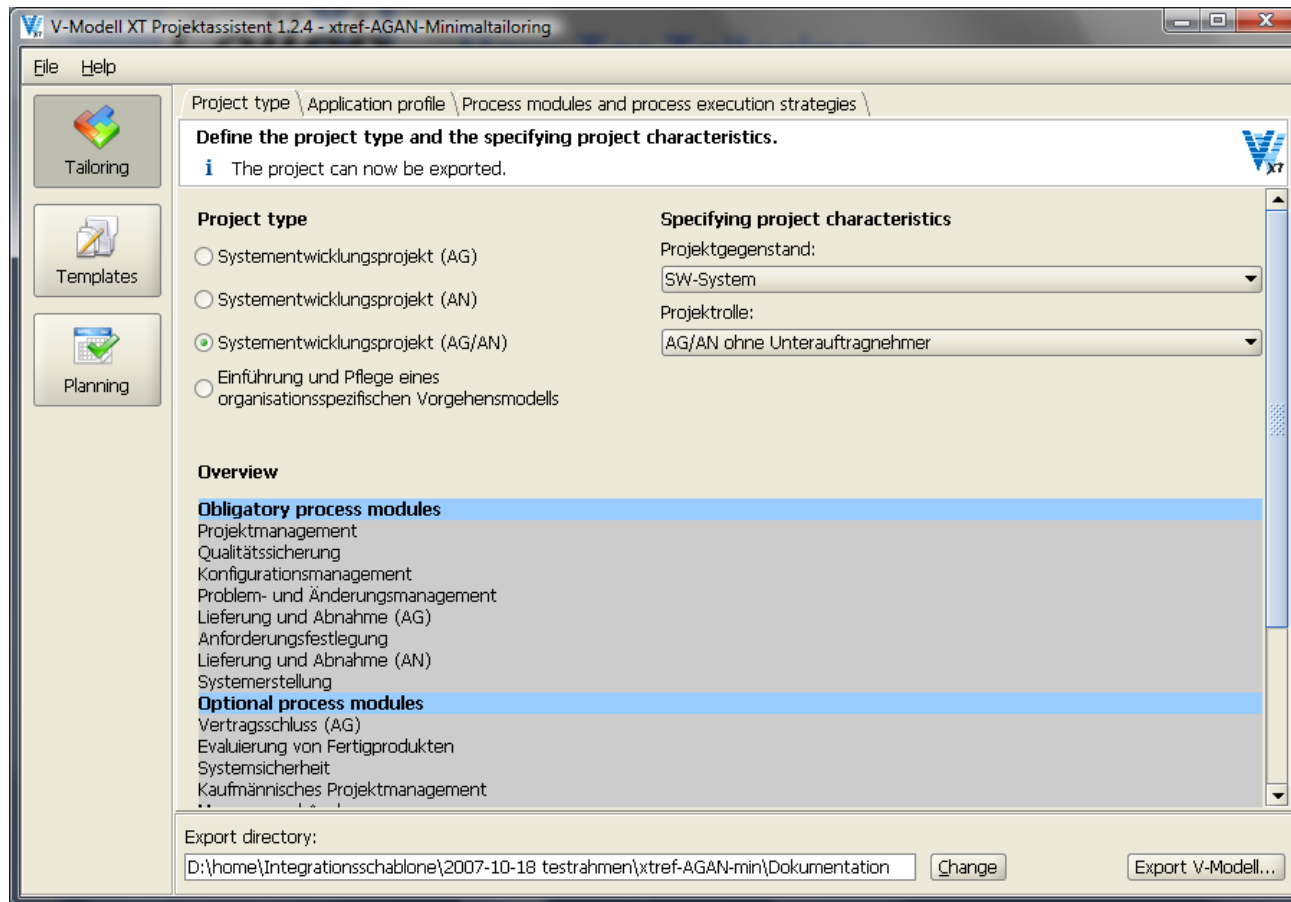 V-Modell XT Projektassistent 1.2.4 - xtref-AGAN-Minimaltailoring
File Help
Project type Application profile Process modules and process execution strategies
Define the project type and the specifying project characteristics.
i The project can now be exported.
XT
Tailoring
Templates
Planning
Project type
Systementwicklungsprojekt (AG)
Systementwicklungsprojekt (AN)
Systementwicklungsprojekt (AG/AN)
Einführung und Pflege eines
organisationsspezifischen Vorgehensmodells
Specifying project characteristics
Projektgegenstand:
SW-System
Projektrolle:
AG/AN ohne Unterauftragnehmer
Overview
Obligatory process modules
Projektmanagement
Qualitätssicherung
Konfigurationsmanagement
Problem- und Änderungsmanagement
Lieferung und Abnahme (AG)
Anforderungsfestlegung
Lieferung und Abnahme (AN)
Systemerstellung
Optional process modules
Vertragsschluss (AG)
Evaluierung von Fertigprodukten
Systemsicherheit
Kaufmännisches Projektmanagement
Export directory:
D:\home\Integrationsschablone\2007-10-18 testrahmen\xtref-AGAN-min\Dokumentation
Change
Export V-Modell...